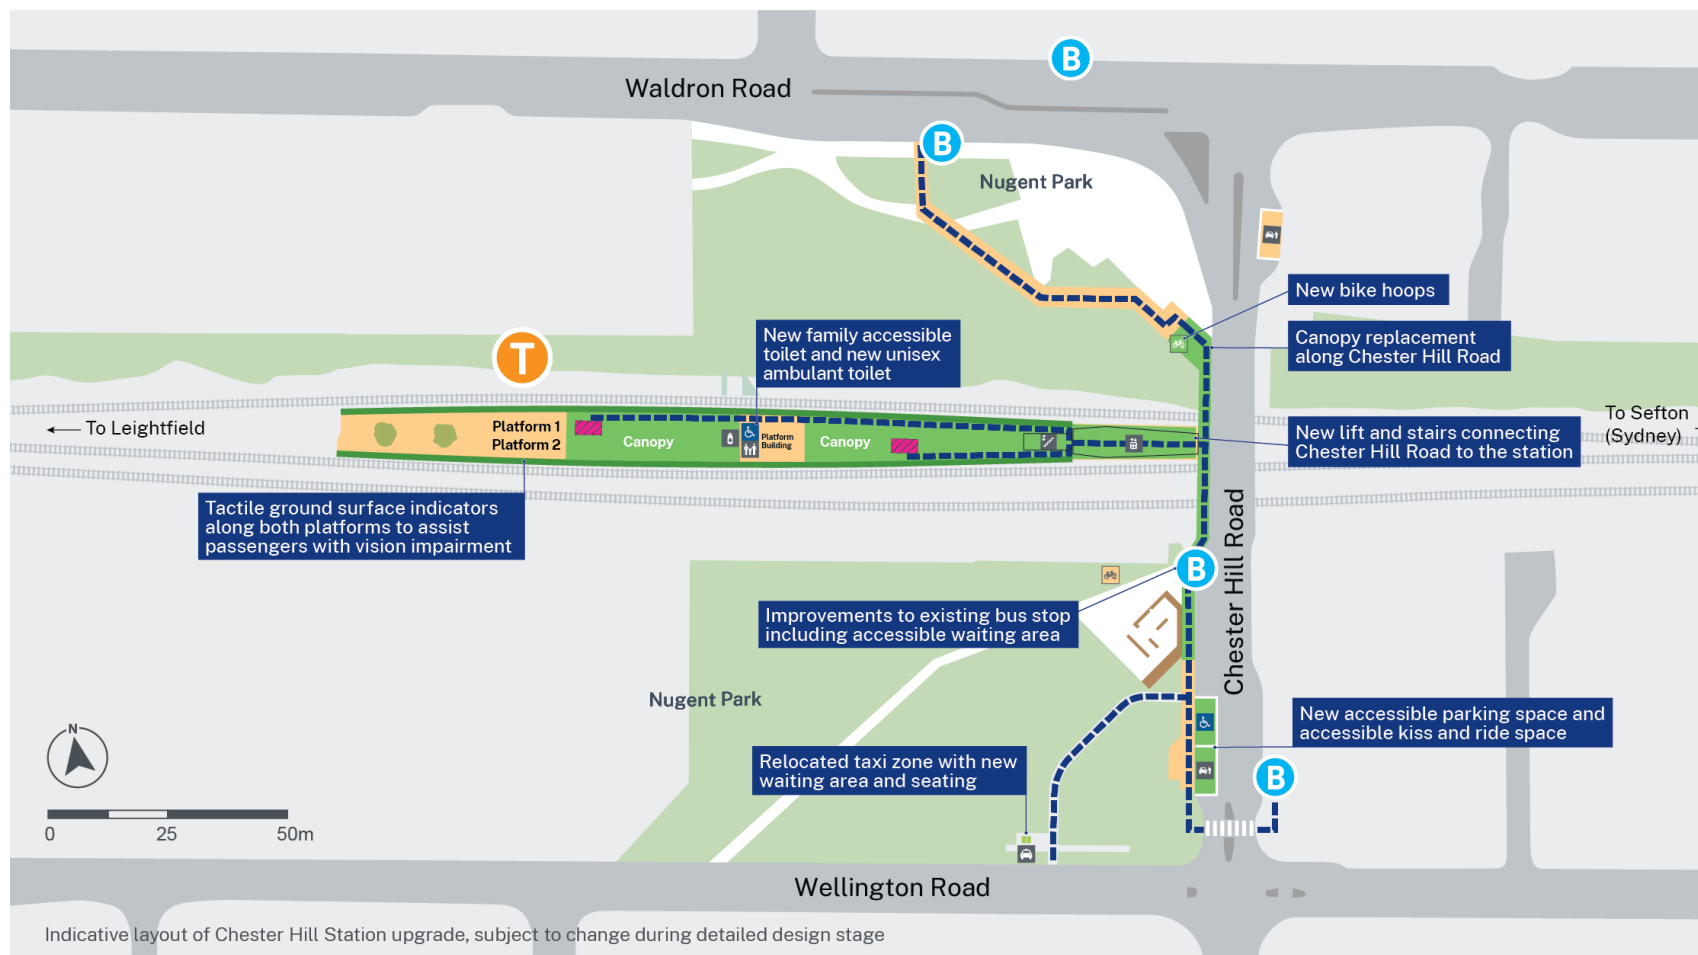 B
Waldron Road
B
Nugent Park
New bike hoops
Canopy replacement
along Chester Hill Road
New family accessible
toilet and new unisex
ambulant toilet
T
To Leightfield
Platform 1
Platform 2
Canopy
Platform
Building
Canopy
To Sefton
(Sydney)
New lift and stairs connecting
Chester Hill Road to the station
Tactile ground surface indicators
along both platforms to assist
passengers with vision impairment
Chester Hill Road
B
Improvements to existing bus stop
including accessible waiting area
Nugent Park
New accessible parking space and
accessible kiss and ride space
Relocated taxi zone with new
waiting area and seating
B
N
0 25 50m
Wellington Road
Indicative layout of Chester Hill Station upgrade, subject to change during detailed design stage